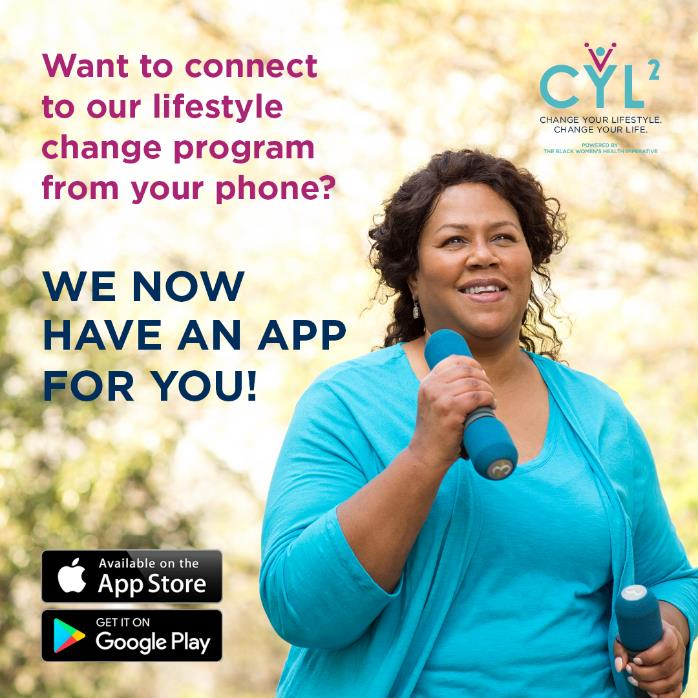 Want to connect
to our lifestyle
change program
from your phone?
CYL²
CHANGE YOUR LIFESTYLE.
CHANGE YOUR LIFE.
POWERED BY
THE BLACK WOMEN'S HEALTH IMPERATIVE
WE NOW
HAVE AN APP
FOR YOU!
3
Available on the
App Store
GET IT ON
Google Play